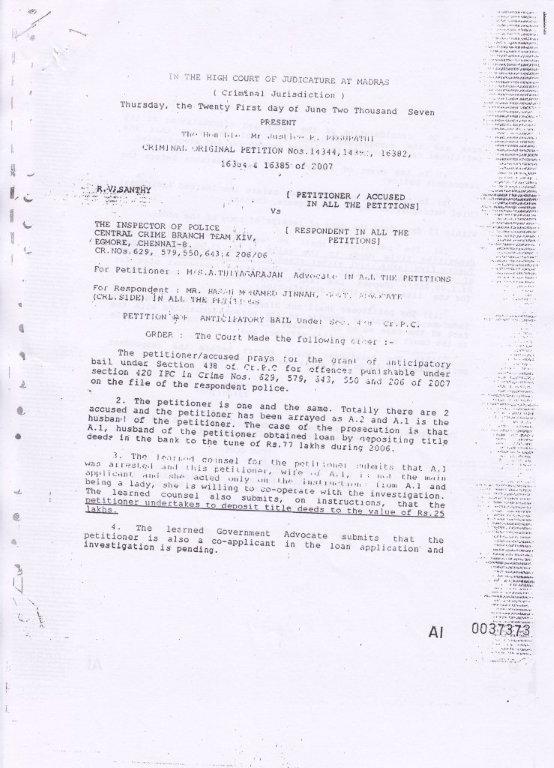 IN THE HIGH COURT OF JUDICATURE AT MADRAS
( Criminal Jurisdiction )
Thursday, the Twenty First day of June Two Thousand Seven
PRESENT
The Hon'ble Mr Justice R. REGUPATHI
CRIMINAL ORIGINAL PETITION Nos.14344, 16382,
16384 & 16385 of 2007
R.VASANTHY
[ PETITIONER / ACCUSED
IN ALL THE PETITIONS]
Vs
THE INSPECTOR OF POLICE
CENTRAL CRIME BRANCH TEAM XIV,
EGMORE, CHENNAI-8.
CR.NOS.629, 579,550,643,& 206/06
[ RESPONDENT IN ALL THE
PETITIONS]
For Petitioner : M/S.A.THIYAGARAJAN Advocate IN ALL THE PETITIONS
For Respondent : MR. HASAN MOHAMED JINNAH, GOVT. ADVOCATE
(CRL.SIDE) IN ALL THE PETITIONS
PETITION FOR ANTICIPATORY BAIL Under Sec. 438 Cr.P.C.
ORDER : The Court Made the following order :-
The petitioner/accused prays for the grant of anticipatory
bail under Section 438 of Cr.P.C for offences punishable under
section 420 IPC in Crime Nos. 629, 579, 643, 550 and 206 of 2007
on the file of the respondent police.
2. The petitioner is one and the same. Totally there are 2
accused and the petitioner has been arrayed as A.2 and A.1 is the
husband of the petitioner. The case of the prosecution is that
A.1, husband of the petitioner obtained loan by depositing title
deeds in the bank to the tune of Rs.77 lakhs during 2006.
3. The learned counsel for the petitioner submits that A.1
was arrested and this petitioner, wife of A.1, is not the main
applicant and she acted only on the instruction from A.1 and
being a lady, she is willing to co-operate with the investigation.
The learned counsel also submits, on instructions, that the
petitioner undertakes to deposit title deeds to the value of Rs.25
lakhs.
4. The learned Government Advocate submits that the
petitioner is also a co-applicant in the loan application and
investigation is pending.
AI 0037373